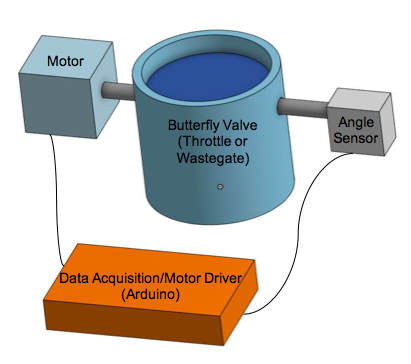 Motor
Butterfly Valve
(Throttle or
Wastegate)
Angle
Sensor
Data Acquisition/Motor Driver
(Arduino)